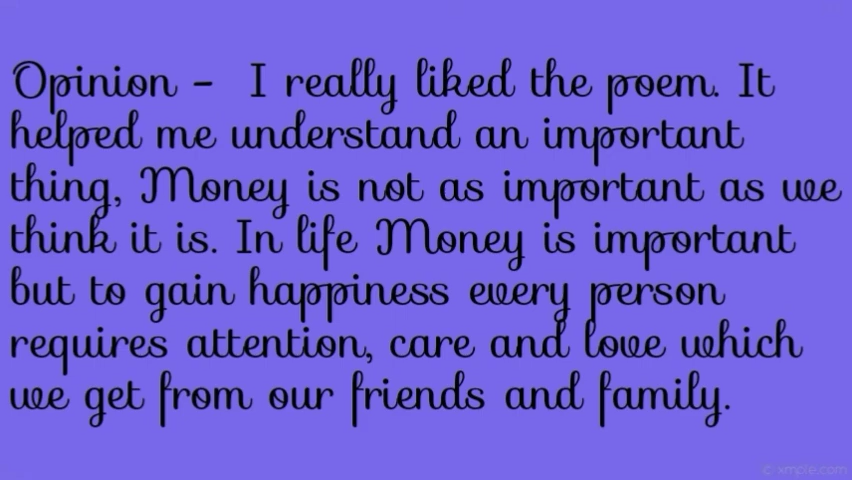 Opinion - I really liked the poem. It
helped me understand an important
thing, Money is not as important as we
think it is. In life Money is important
but to gain happiness every person
requires attention, care and love which
we get from our friends and family.
© xmple.com